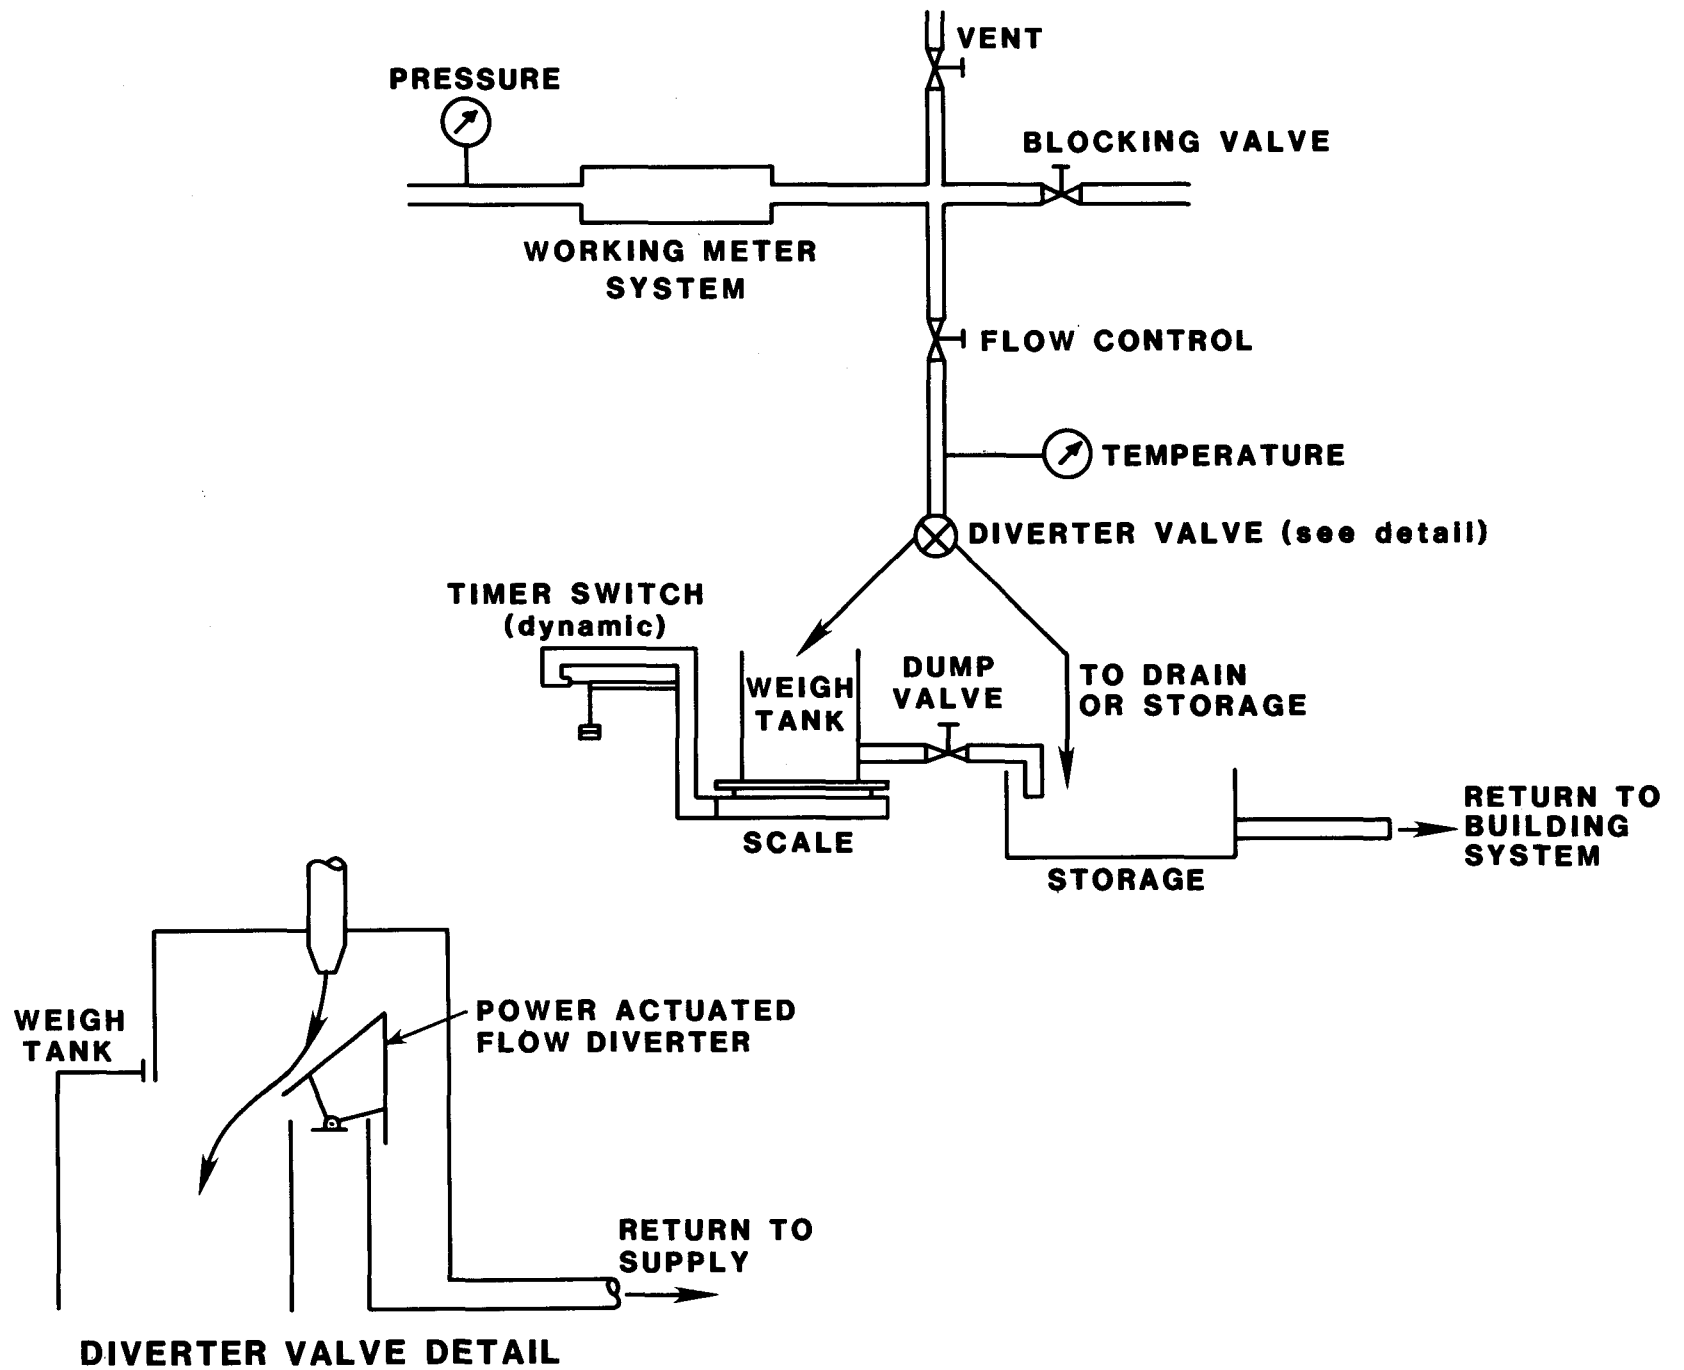 VENT
PRESSURE
BLOCKING VALVE
WORKING METER
SYSTEM
FLOW CONTROL
TEMPERATURE
DIVERTER VALVE (see detail)
TIMER SWITCH
(dynamic)
WEIGH
TANK
DUMP
VALVE
TO DRAIN
OR STORAGE
SCALE
STORAGE
RETURN TO
BUILDING
SYSTEM
WEIGH
TANK
POWER ACTUATED
FLOW DIVERTER
RETURN TO
SUPPLY
DIVERTER VALVE DETAIL